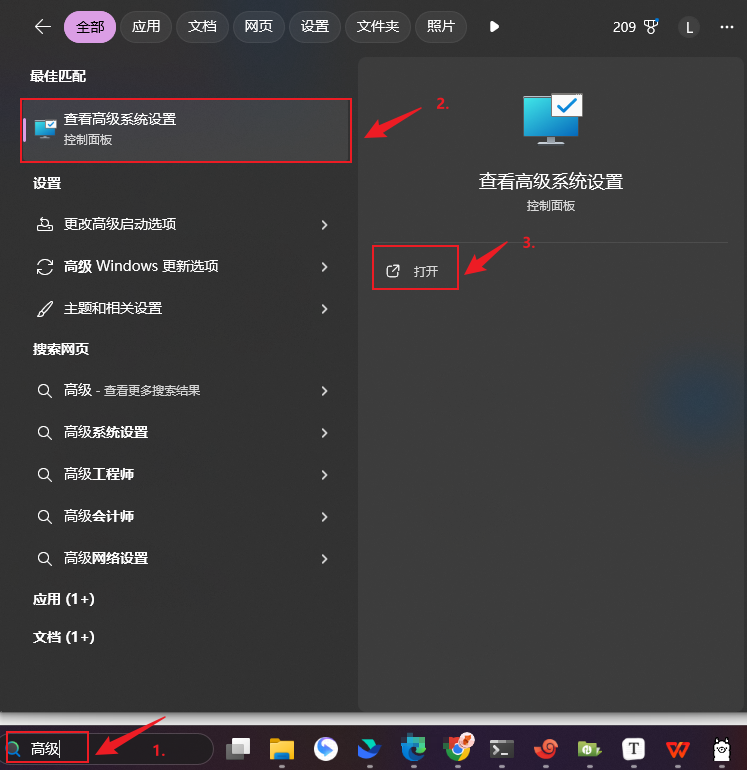 全部 应用 文档 网页 设置 文件夹 照片 209 L
最佳匹配
查看高级系统设置
控制面板
2.
设置
更改高级启动选项
高级 Windows 更新选项
主题和相关设置
搜索网页
高级 - 查看更多搜索结果
高级系统设置
高级工程师
高级会计师
高级网络设置
应用 (1+)
文档 (1+)
查看高级系统设置
控制面板
3.
打开
高级
1.
T